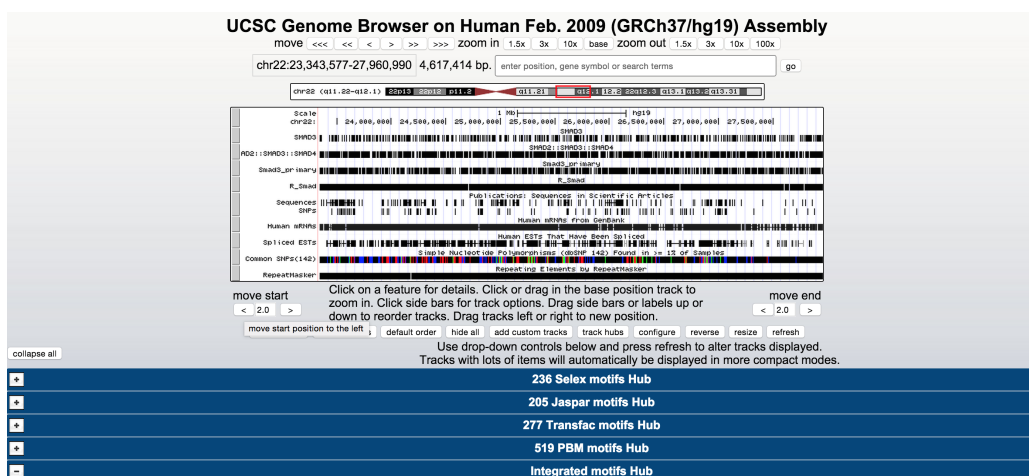 UCSC Genome Browser on Human Feb. 2009 (GRCh37/hg19) Assembly
move <<< << < > >> >>> zoom in 1.5x 3x 10x base zoom out 1.5x 3x 10x 100x
chr22:23,343,577-27,960,990 4,617,414 bp. enter position, gene symbol or search terms go
chr22 (q11.22-q12.1) 22p13 22p12 p11.2 q11.21 q12.1 12.2 22q12.3 q13.1 q13.2 q13.31
Scale 1 Mb hg19
chr22: 24,000,000 24,500,000 25,000,000 25,500,000 26,000,000 26,500,000 27,000,000 27,500,000
SMAD3
SMAD3
SMAD2::SMAD3::SMAD4
AD2::SMAD3::SMAD4
Smad3_primary
Smad3_primary
R_Smad
R_Smad
Publications: Sequences in Scientific Articles
Sequences
SNPs
Human mRNAs from GenBank
Human mRNAs
Human ESTs That Have Been Spliced
Spliced ESTs
Simple Nucleotide Polymorphisms (dbSNP 142) Found in >= 1% of Samples
Common SNPs(142)
Repeating Elements by RepeatMasker
RepeatMasker
move start
< 2.0 >
Click on a feature for details. Click or drag in the base position track to
zoom in. Click side bars for track options. Drag side bars or labels up or
down to reorder tracks. Drag tracks left or right to new position.
move end
< 2.0 >
move start position to the left s default order hide all add custom tracks track hubs configure reverse resize refresh
collapse all
Use drop-down controls below and press refresh to alter tracks displayed.
Tracks with lots of items will automatically be displayed in more compact modes.
+ 236 Selex motifs Hub
+ 205 Jaspar motifs Hub
+ 277 Transfac motifs Hub
+ 519 PBM motifs Hub
- Integrated motifs Hub